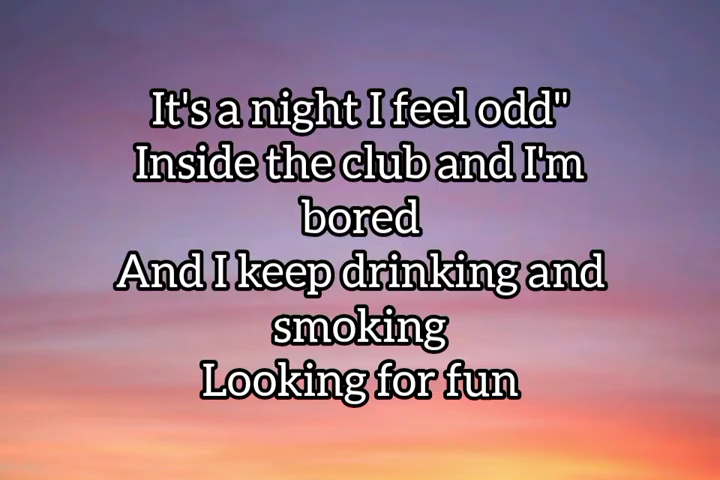 It's a night I feel odd"
Inside the club and I'm
bored
And I keep drinking and
smoking
Looking for fun